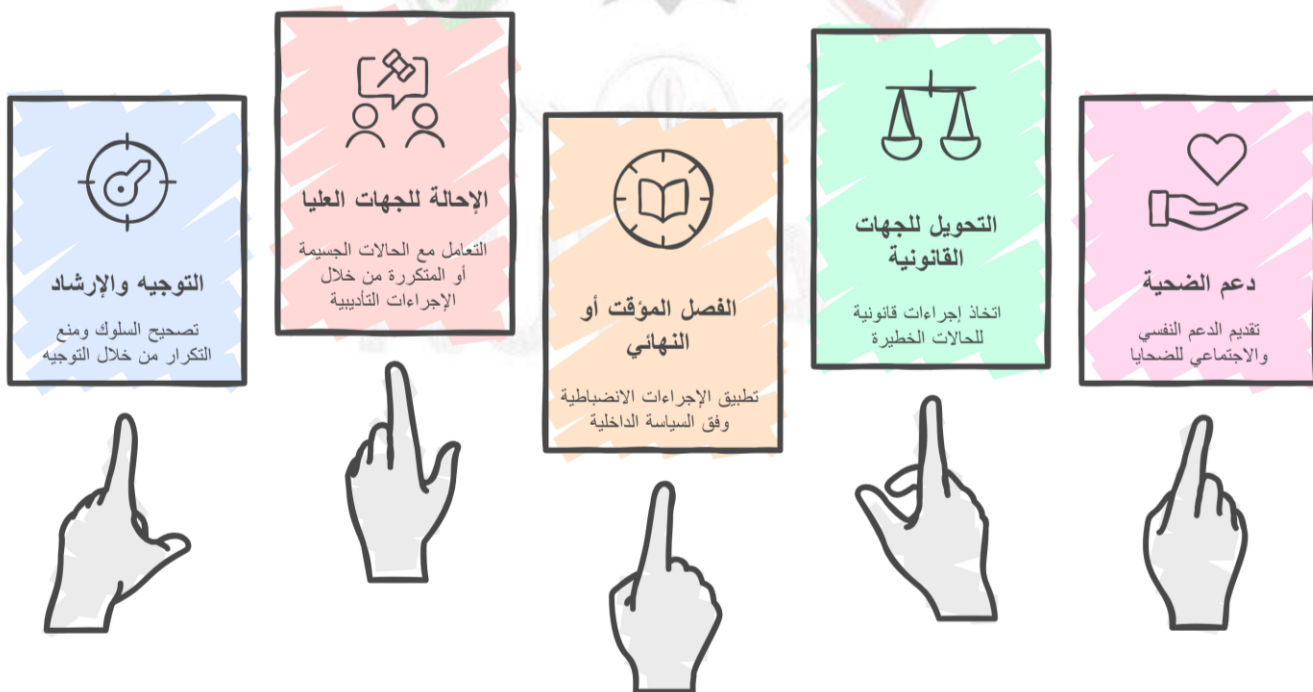 التوجيه والإرشاد
تصحيح السلوك ومنع
التكرار من خلال التوجيه
الإحالة للجهات العليا
التعامل مع الحالات الجسيمة
أو المتكررة من خلال
الإجراءات التأديبية
الفصل المؤقت أو
النهائي
تطبيق الإجراءات الانضباطية
وفق السياسة الداخلية
التحويل للجهات
القانونية
اتخاذ إجراءات قانونية
للحالات الخطيرة
دعم الضحية
تقديم الدعم النفسي
والاجتماعي للضحايا